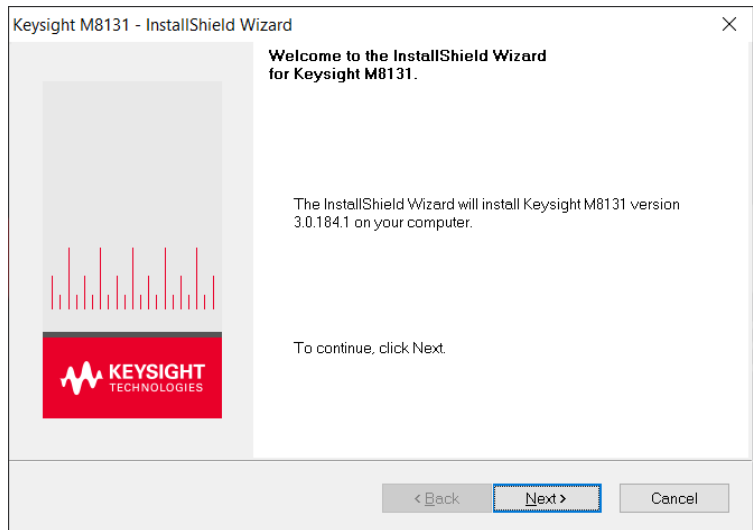 Keysight M8131 - InstallShield Wizard
Welcome to the InstallShield Wizard
for Keysight M8131.
The InstallShield Wizard will install Keysight M8131 version
3.0.184.1 on your computer.
To continue, click Next.
KEYSIGHT
TECHNOLOGIES
< Back
Next >
Cancel